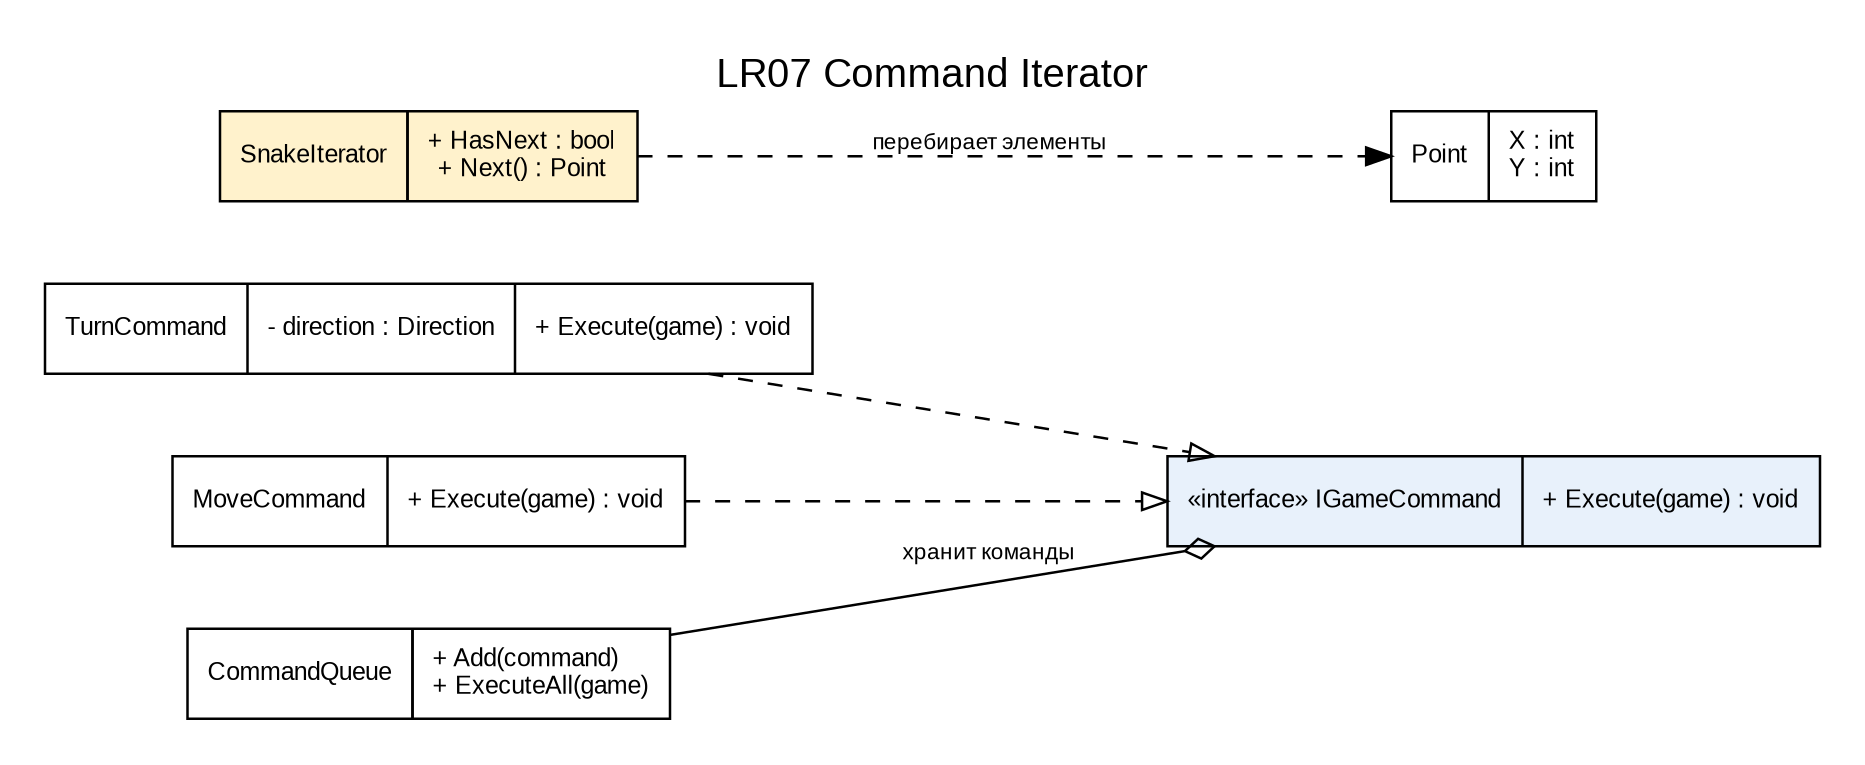 LR07 Command Iterator
SnakeIterator
+ HasNext : bool
+ Next() : Point
перебирает элементы
Point
X : int
Y : int
TurnCommand
- direction : Direction
+ Execute(game) : void
MoveCommand
+ Execute(game) : void
«interface» IGameCommand
+ Execute(game) : void
хранит команды
CommandQueue
+ Add(command)
+ ExecuteAll(game)